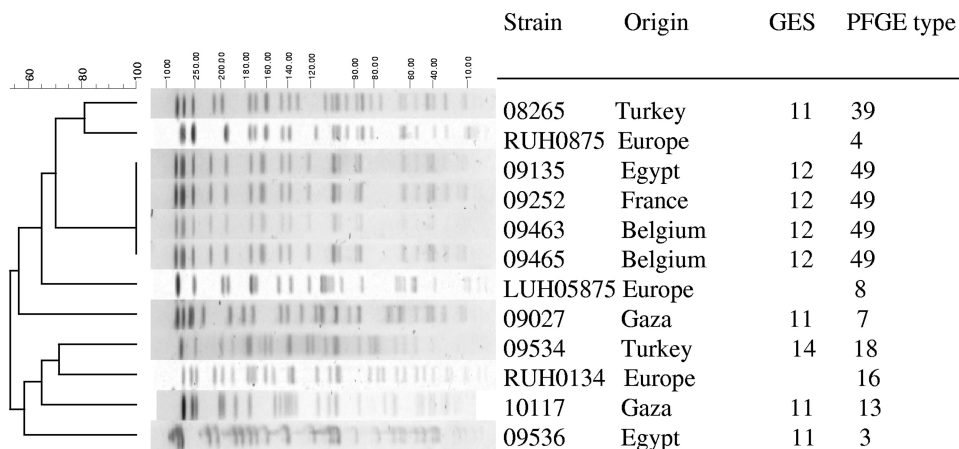 Strain Origin GES PFGE type
60 80 100 1100 250.00 200.00 180.00 160.00 140.00 120.00 90.00 80.00 60.00 40.00 10.00
08265 Turkey 11 39
RUH0875 Europe 4
09135 Egypt 12 49
09252 France 12 49
09463 Belgium 12 49
09465 Belgium 12 49
LUH05875 Europe 8
09027 Gaza 11 7
09534 Turkey 14 18
RUH0134 Europe 16
10117 Gaza 11 13
09536 Egypt 11 3